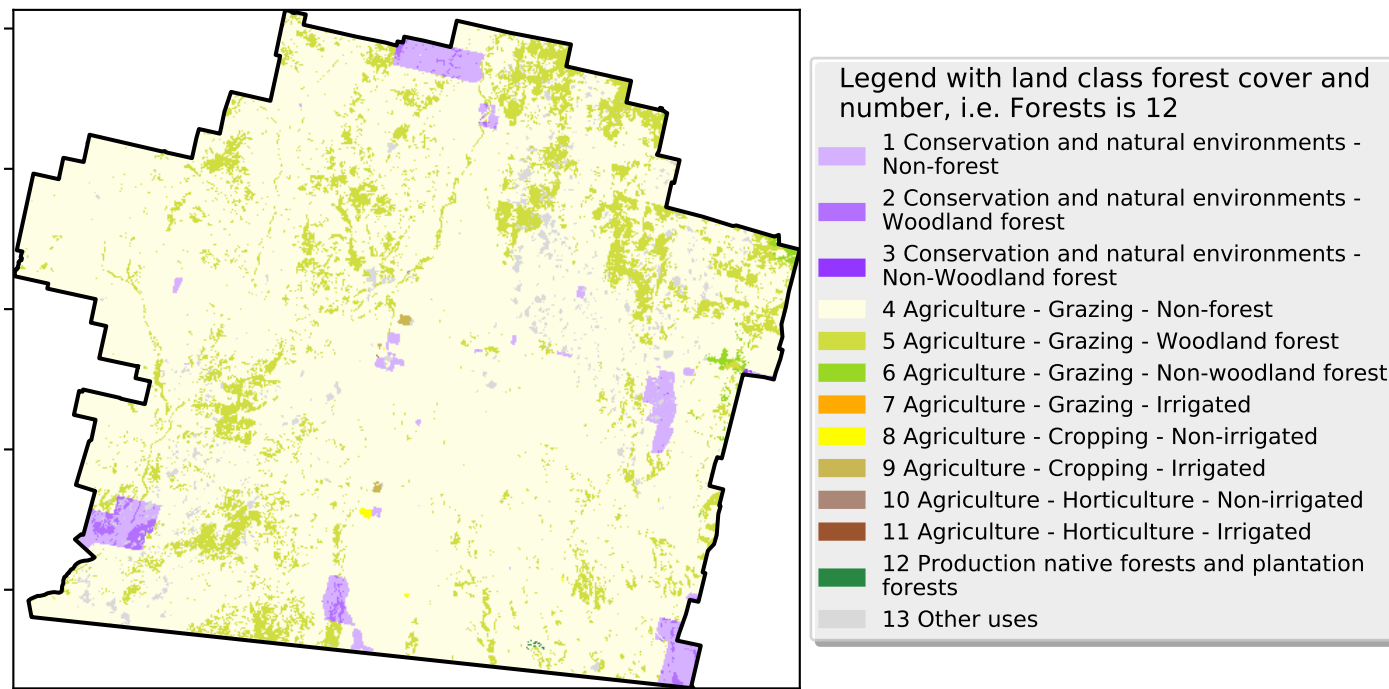 Legend with land class forest cover and
number, i.e. Forests is 12
1 Conservation and natural environments -
Non-forest
2 Conservation and natural environments -
Woodland forest
3 Conservation and natural environments -
Non-Woodland forest
4 Agriculture - Grazing - Non-forest
5 Agriculture - Grazing - Woodland forest
6 Agriculture - Grazing - Non-woodland forest
7 Agriculture - Grazing - Irrigated
8 Agriculture - Cropping - Non-irrigated
9 Agriculture - Cropping - Irrigated
10 Agriculture - Horticulture - Non-irrigated
11 Agriculture - Horticulture - Irrigated
12 Production native forests and plantation
forests
13 Other uses